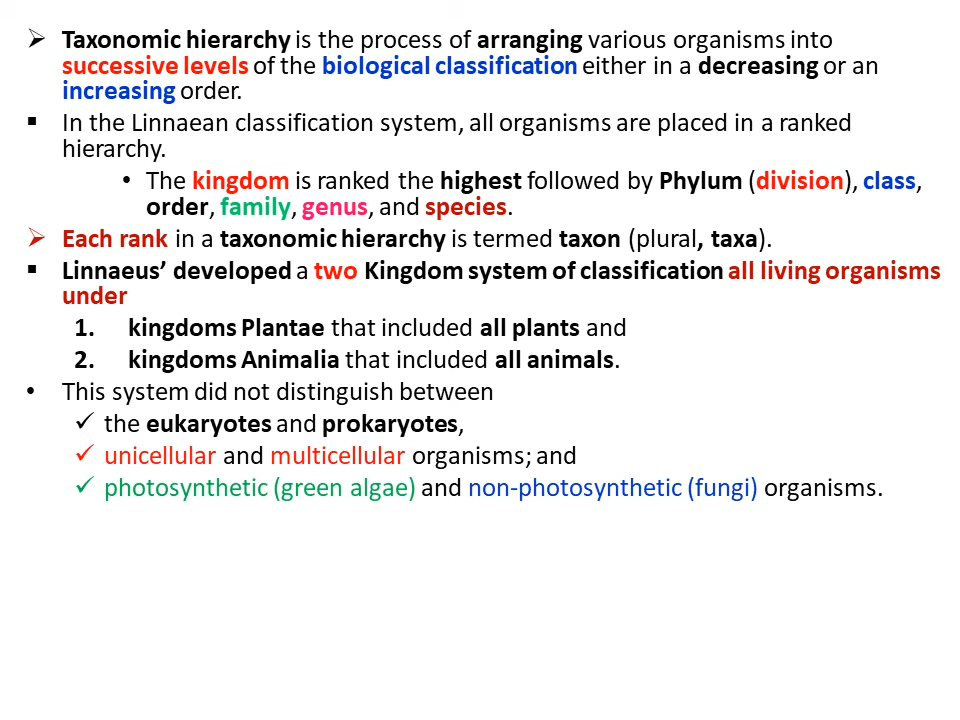 ➢ Taxonomic hierarchy is the process of arranging various organisms into
successive levels of the biological classification either in a decreasing or an
increasing order.
▪ In the Linnaean classification system, all organisms are placed in a ranked
hierarchy.
• The kingdom is ranked the highest followed by Phylum (division), class,
order, family, genus, and species.
➢ Each rank in a taxonomic hierarchy is termed taxon (plural, taxa).
▪ Linnaeus’ developed a two Kingdom system of classification all living organisms
under
1. kingdoms Plantae that included all plants and
2. kingdoms Animalia that included all animals.
• This system did not distinguish between
✓ the eukaryotes and prokaryotes,
✓ unicellular and multicellular organisms; and
✓ photosynthetic (green algae) and non-photosynthetic (fungi) organisms.